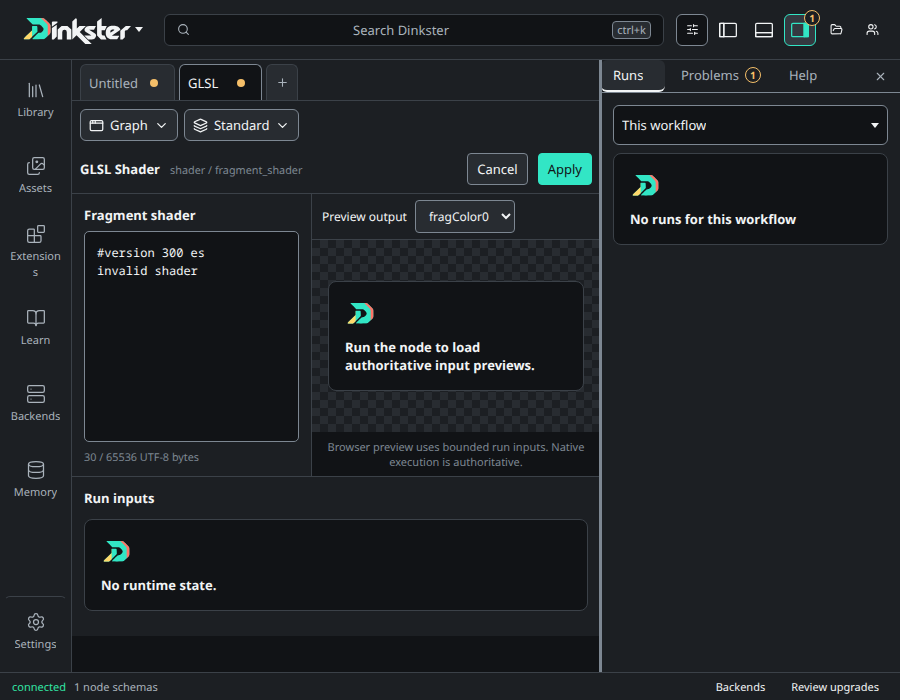 Dinkster
Search Dinkster
ctrl+k
1
Library
Assets
Extension
s
Learn
Backends
Memory
Settings
Untitled
GLSL
+
Graph
Standard
GLSL Shader
shader / fragment_shader
Cancel
Apply
Fragment shader
#version 300 es
invalid shader
30 / 65536 UTF-8 bytes
Preview output
fragColor0
Run the node to load
authoritative input previews.
Browser preview uses bounded run inputs. Native
execution is authoritative.
Run inputs
No runtime state.
Runs
Problems 1
Help
This workflow
No runs for this workflow
connected
1 node schemas
Backends
Review upgrades